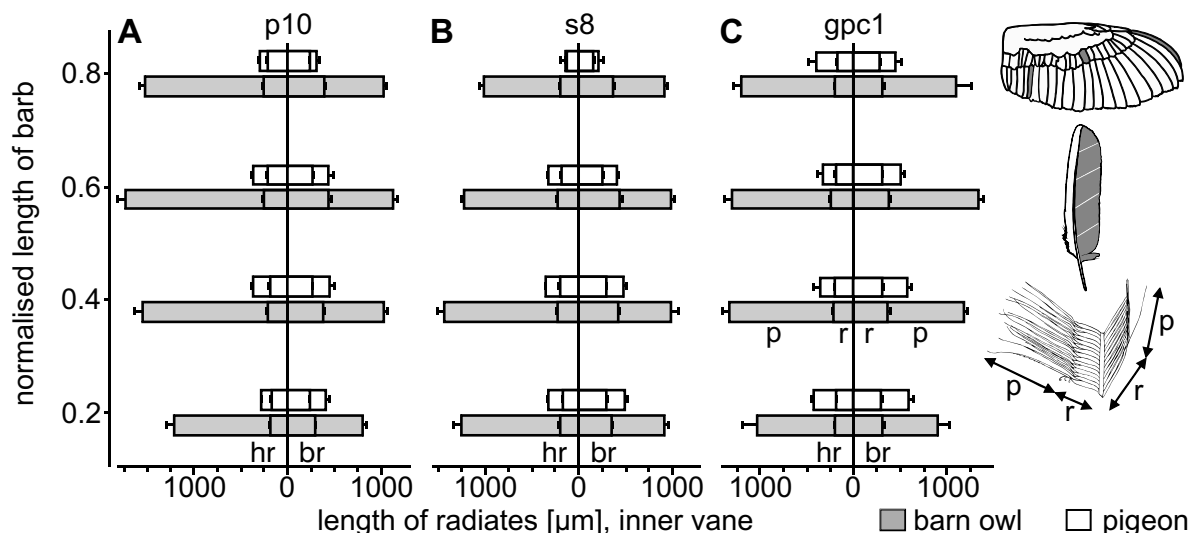 A p10 B s8 C gpc1
normalised length of barb
0.8
0.6
0.4
0.2
p r r p
p
r
p r
hr br hr br hr br
1000 0 1000 1000 0 1000 1000 0 1000
length of radiates [µm], inner vane
barn owl pigeon